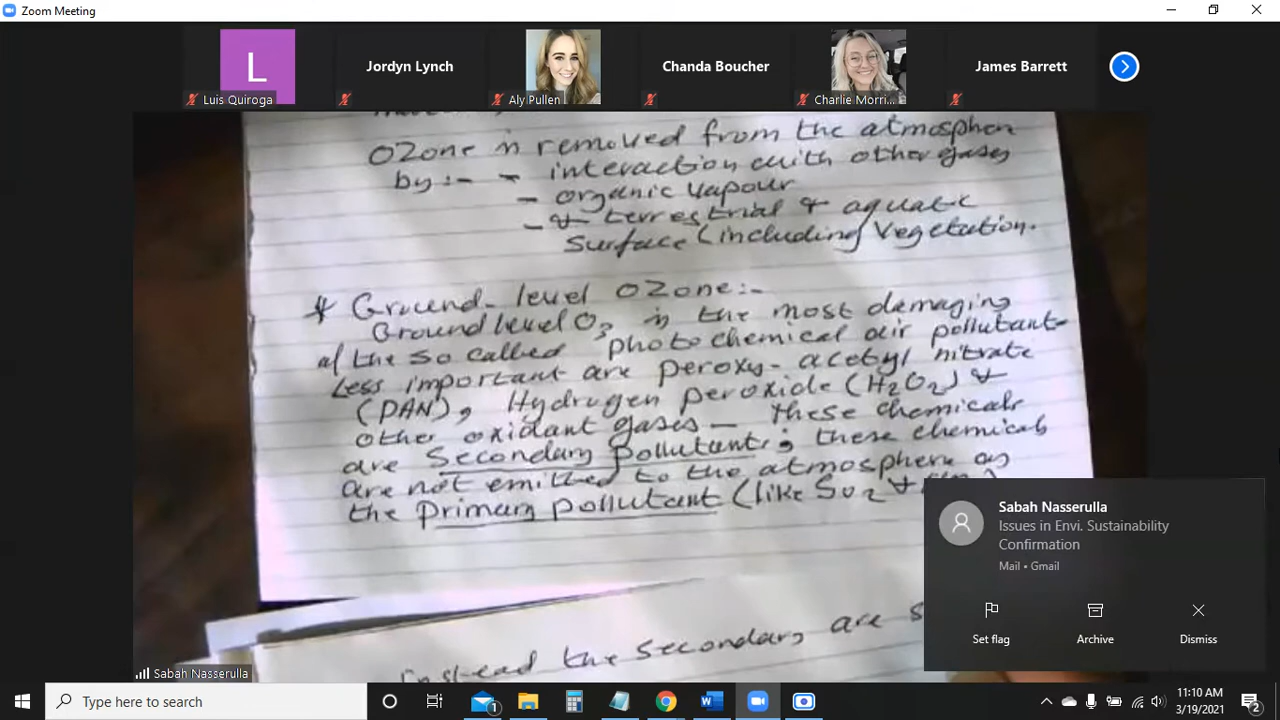 Zoom Meeting
L
Luis Quiroga
Jordyn Lynch
Aly Pullen
Chanda Boucher
Charlie Morri...
James Barrett
Ozone is removed from the atmospher
by :- - interaction with other gases
- organic vapour
- & terrestrial & aquatic
surface (including vegetation.
* Ground-level Ozone :-
Ground level O3 is the most damaging
of the so called photochemical air pollutant
Less important are peroxy-acetyl nitrate
(PAN), Hydrogen peroxide (H2O2) &
other oxidant gases — these chemicals
are Secondary pollutant; these chemicals
are not emitted to the atmosphere as
the primary pollutant (like SO2 &
instead the secondary are
Sabah Nasserulla
Sabah Nasserulla
Issues in Envi. Sustainability
Confirmation
Mail • Gmail
Set flag
Archive
Dismiss
Type here to search
1
W
11:10 AM
3/19/2021
2